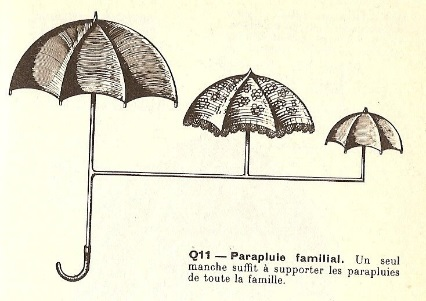 Q11 — Parapluie familial. Un seul
manche suffit à supporter les parapluies
de toute la famille.